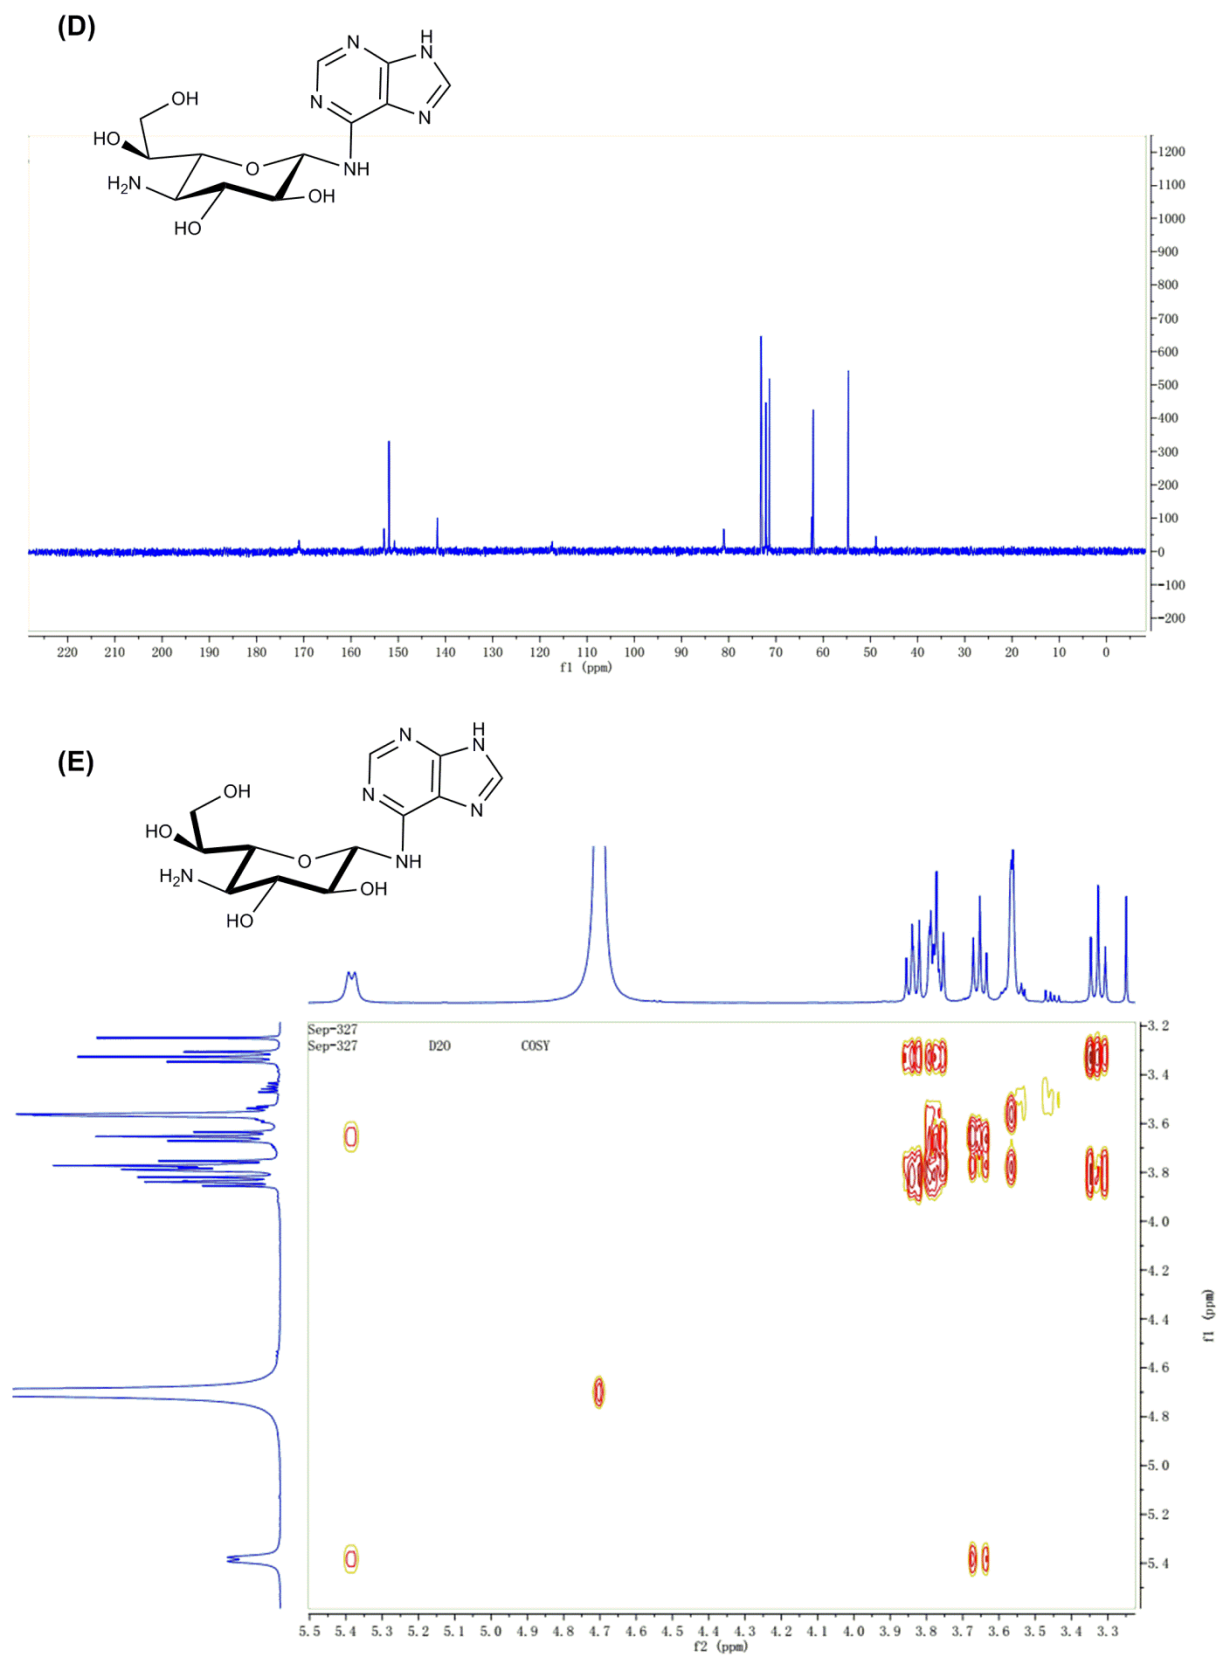 (D)
H
N
N
N
N
OH
HO
O
NH
H2N
OH
HO
1200
1100
1000
900
800
700
600
500
400
300
200
100
0
-100
-200
220 210 200 190 180 170 160 150 140 130 120 110 100 90 80 70 60 50 40 30 20 10 0
f1 (ppm)
(E)
H
N
N
N
N
OH
HO
O
NH
H2N
OH
HO
Sep-327
Sep-327 D2O COSY
3.2
3.4
3.6
3.8
4.0
4.2
4.4
4.6
4.8
5.0
5.2
5.4
f1 (ppm)
5.5 5.4 5.3 5.2 5.1 5.0 4.9 4.8 4.7 4.6 4.5 4.4 4.3 4.2 4.1 4.0 3.9 3.8 3.7 3.6 3.5 3.4 3.3
f2 (ppm)